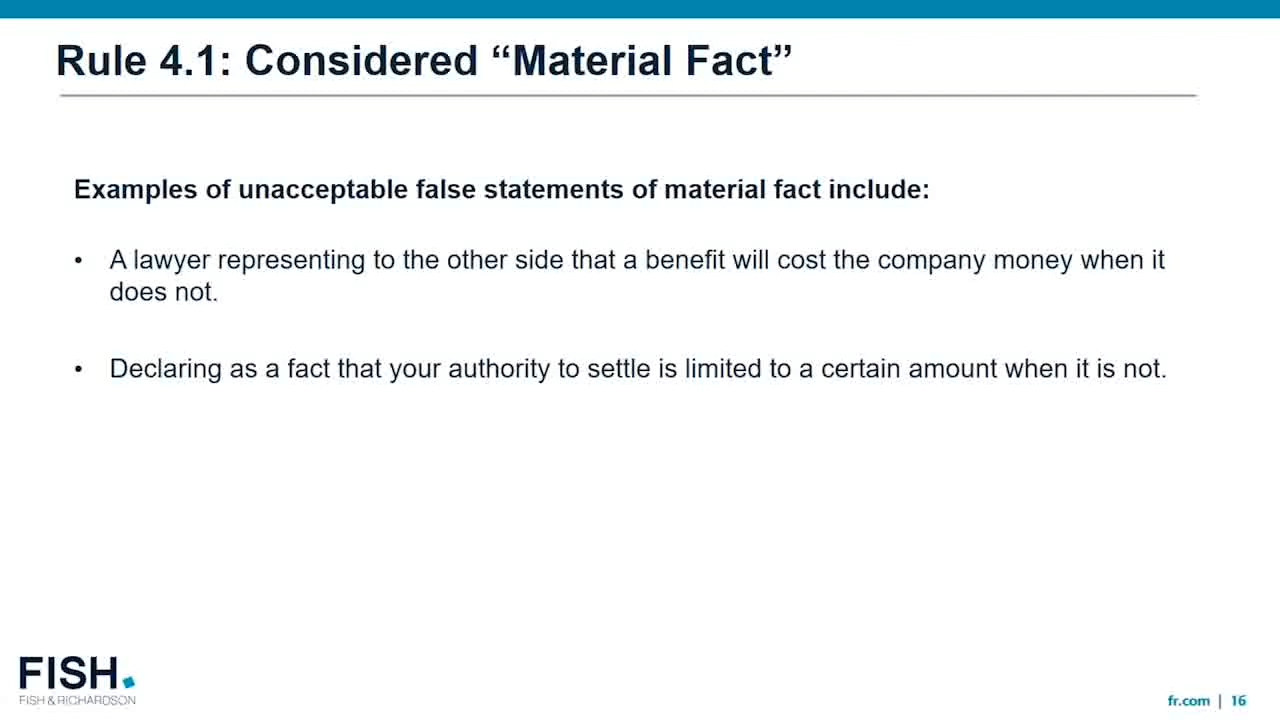 Rule 4.1: Considered “Material Fact”
Examples of unacceptable false statements of material fact include:
• A lawyer representing to the other side that a benefit will cost the company money when it
does not.
• Declaring as a fact that your authority to settle is limited to a certain amount when it is not.
FISH.
FISH & RICHARDSON
fr.com | 16